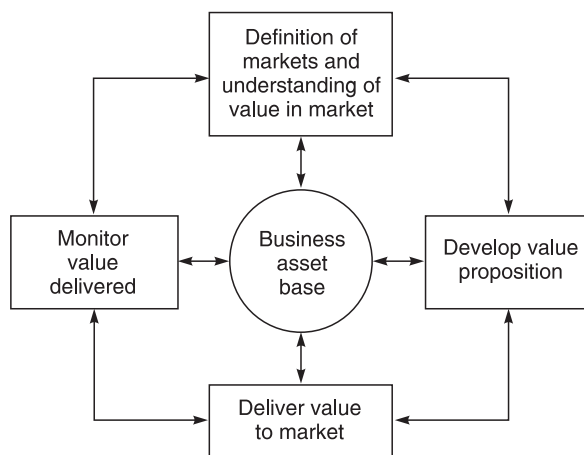 Definition of
markets and
understanding of
value in market
Monitor
value
delivered
Business
asset
base
Develop value
proposition
Deliver value
to market